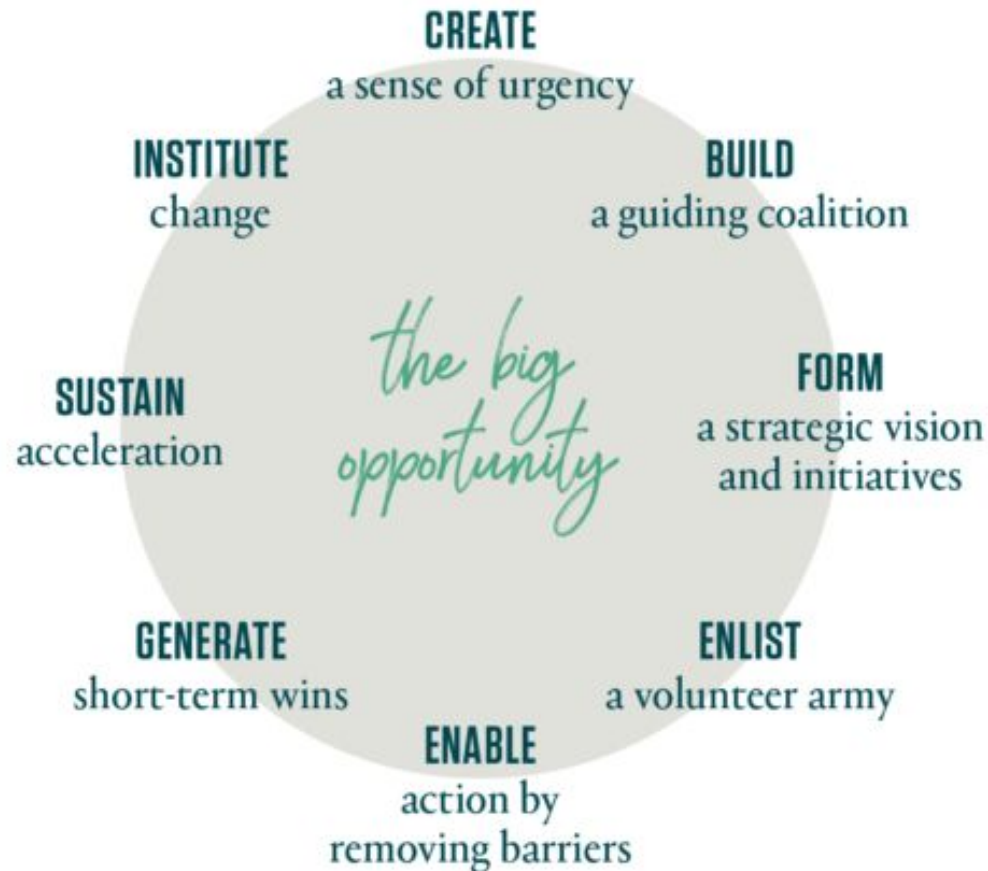 CREATE
a sense of urgency
BUILD
a guiding coalition
FORM
a strategic vision
and initiatives
ENLIST
a volunteer army
ENABLE
action by
removing barriers
GENERATE
short-term wins
SUSTAIN
acceleration
INSTITUTE
change
the big
opportunity